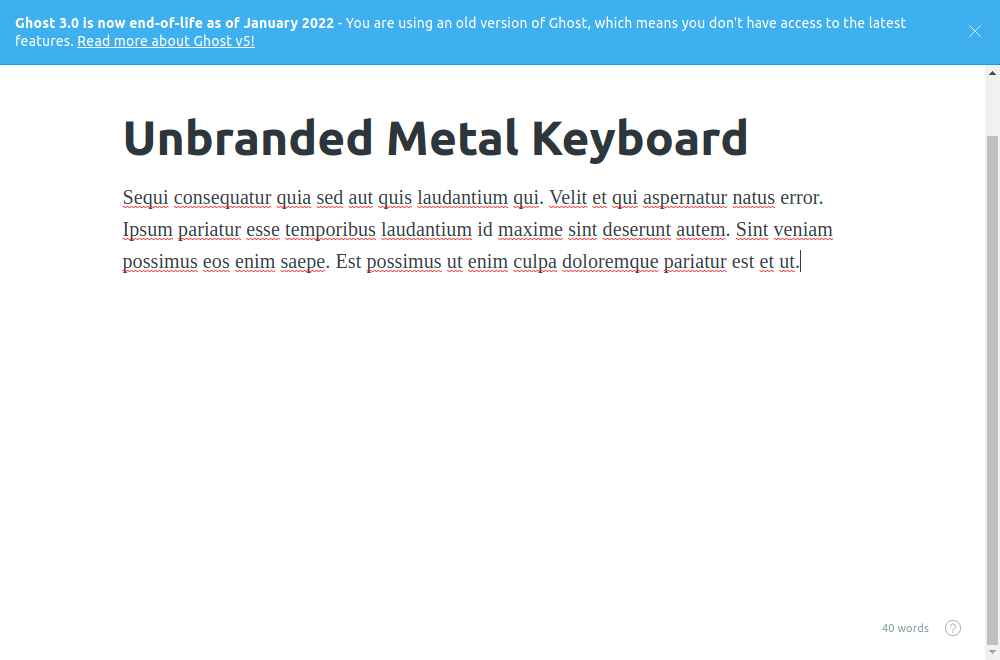 Ghost 3.0 is now end-of-life as of January 2022 - You are using an old version of Ghost, which means you don't have access to the latest
features. Read more about Ghost v5!
Unbranded Metal Keyboard
Sequi consequatur quia sed aut quis laudantium qui. Velit et qui aspernatur natus error.
Ipsum pariatur esse temporibus laudantium id maxime sint deserunt autem. Sint veniam
possimus eos enim saepe. Est possimus ut enim culpa doloremque pariatur est et ut.
40 words
?